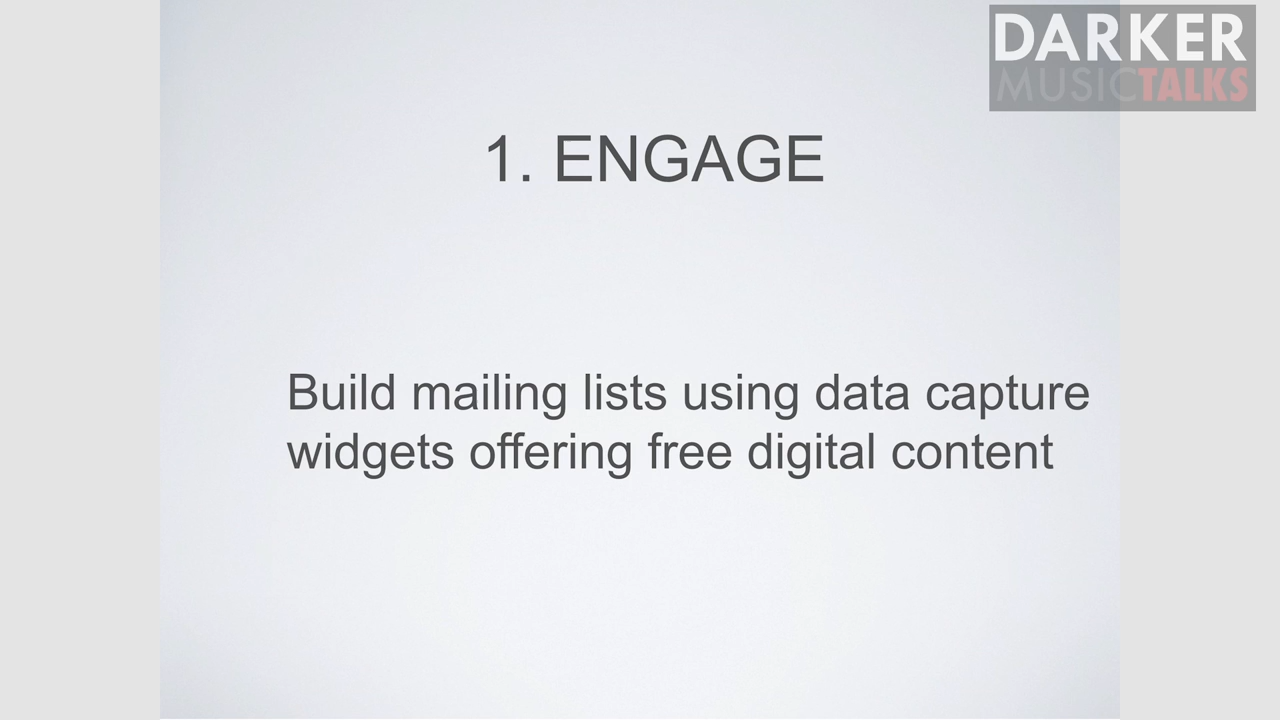 DARKER
MUSICTALKS
1. ENGAGE
Build mailing lists using data capture
widgets offering free digital content